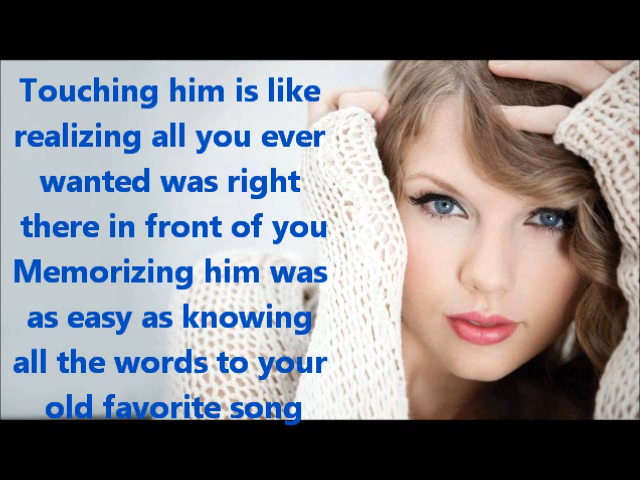 Touching him is like
realizing all you ever
wanted was right
there in front of you
Memorizing him was
as easy as knowing
all the words to your
old favorite song